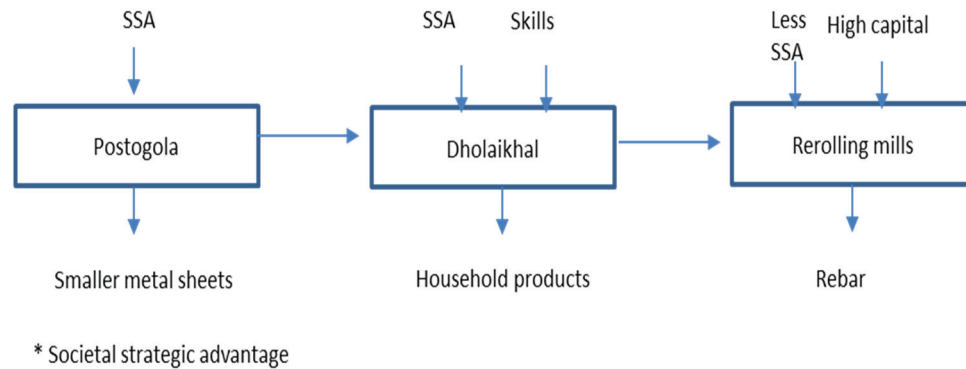 SSA
SSA
Skills
Less
SSA
High capital
Postogola
Dholaikhal
Rerolling mills
Smaller metal sheets
Household products
Rebar
* Societal strategic advantage